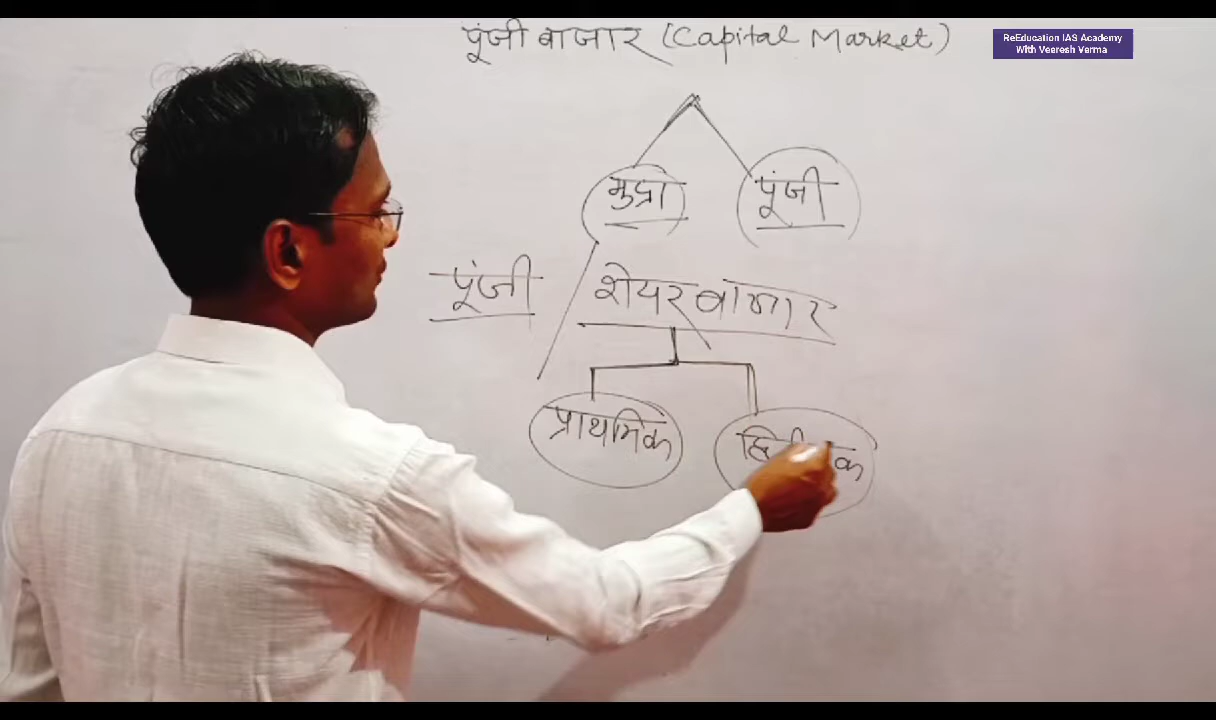 पूंजी बाजार (Capital Market)
ReEducation IAS Academy
With Veeresh Verma
मुद्रा
पूंजी
पूंजी
शेयर बाजार
प्राथमिक